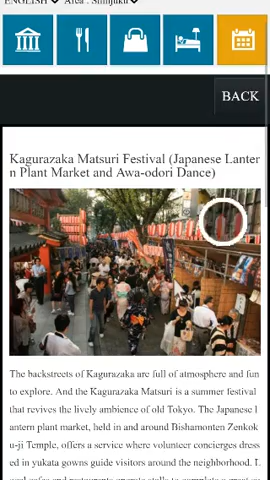 ENGLISH Area : Shinjuku
BACK
Kagurazaka Matsuri Festival (Japanese Lanter
n Plant Market and Awa-odori Dance)
The backstreets of Kagurazaka are full of atmosphere and fun
to explore. And the Kagurazaka Matsuri is a summer festival
that revives the lively ambience of old Tokyo. The Japanese l
antern plant market, held in and around Bishamonten Zenkok
u-ji Temple, offers a service where volunteer concierges dress
ed in yukata gowns guide visitors around the neighborhood. L